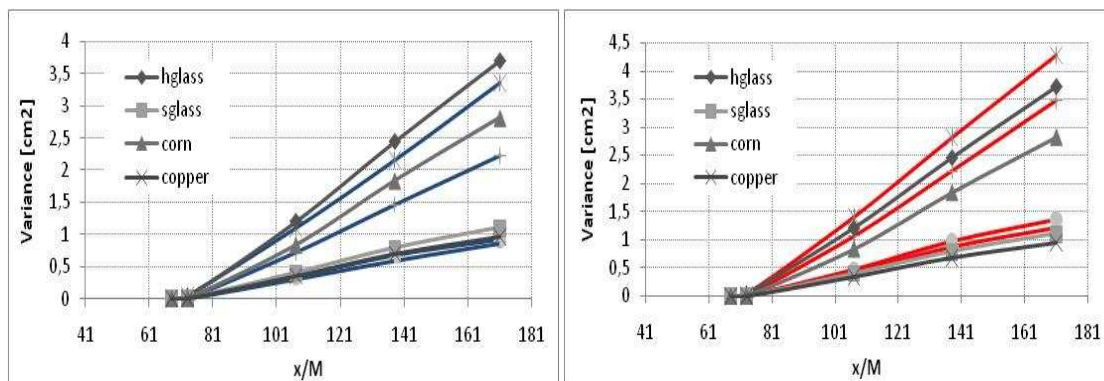 4
3,5
3
2,5
2
1,5
1
0,5
0
Variance [cm2]
hglass
sglass
corn
copper
41 61 81 101 121 141 161 181
x/M
4,5
4
3,5
3
2,5
2
1,5
1
0,5
0
Variance [cm2]
hglass
sglass
corn
copper
41 61 81 101 121 141 161 181
x/M